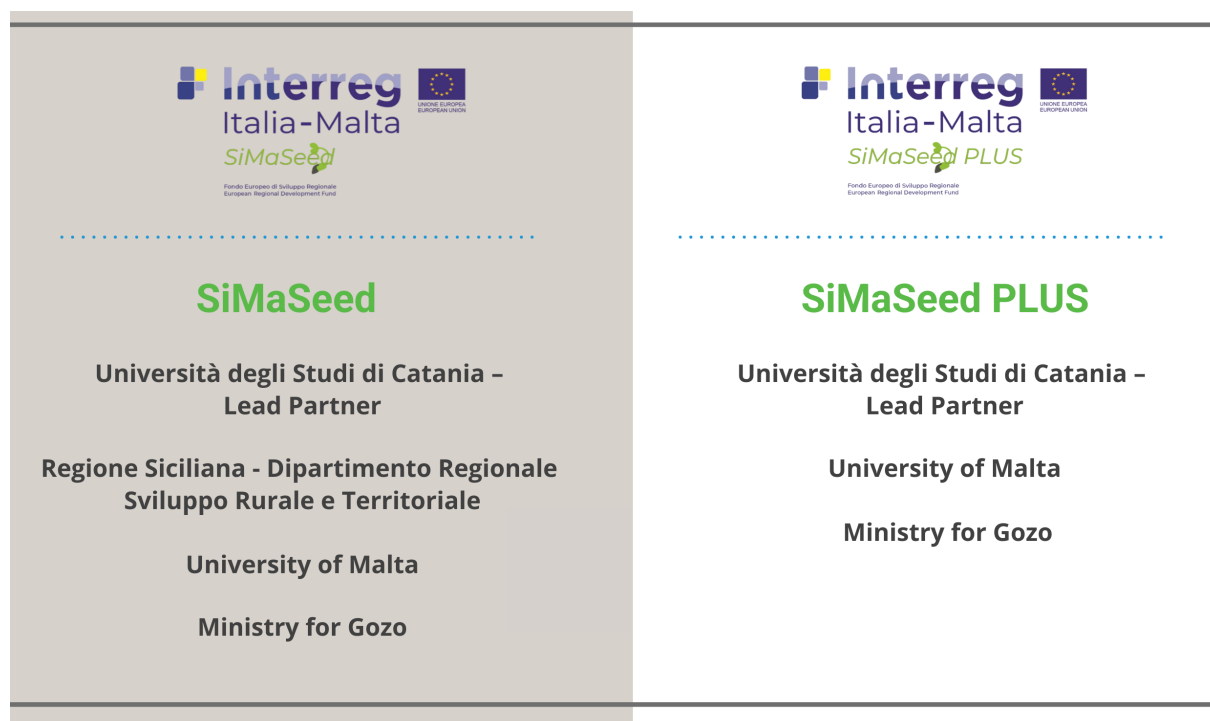 Interreg
UNIONE EUROPEA
EUROPEAN UNION
Italia-Malta
SiMaSeed
Fondo Europeo di Sviluppo Regionale
European Regional Development Fund
SiMaSeed
Università degli Studi di Catania –
Lead Partner
Regione Siciliana - Dipartimento Regionale
Sviluppo Rurale e Territoriale
University of Malta
Ministry for Gozo
Interreg
UNIONE EUROPEA
EUROPEAN UNION
Italia-Malta
SiMaSeed PLUS
Fondo Europeo di Sviluppo Regionale
European Regional Development Fund
SiMaSeed PLUS
Università degli Studi di Catania –
Lead Partner
University of Malta
Ministry for Gozo